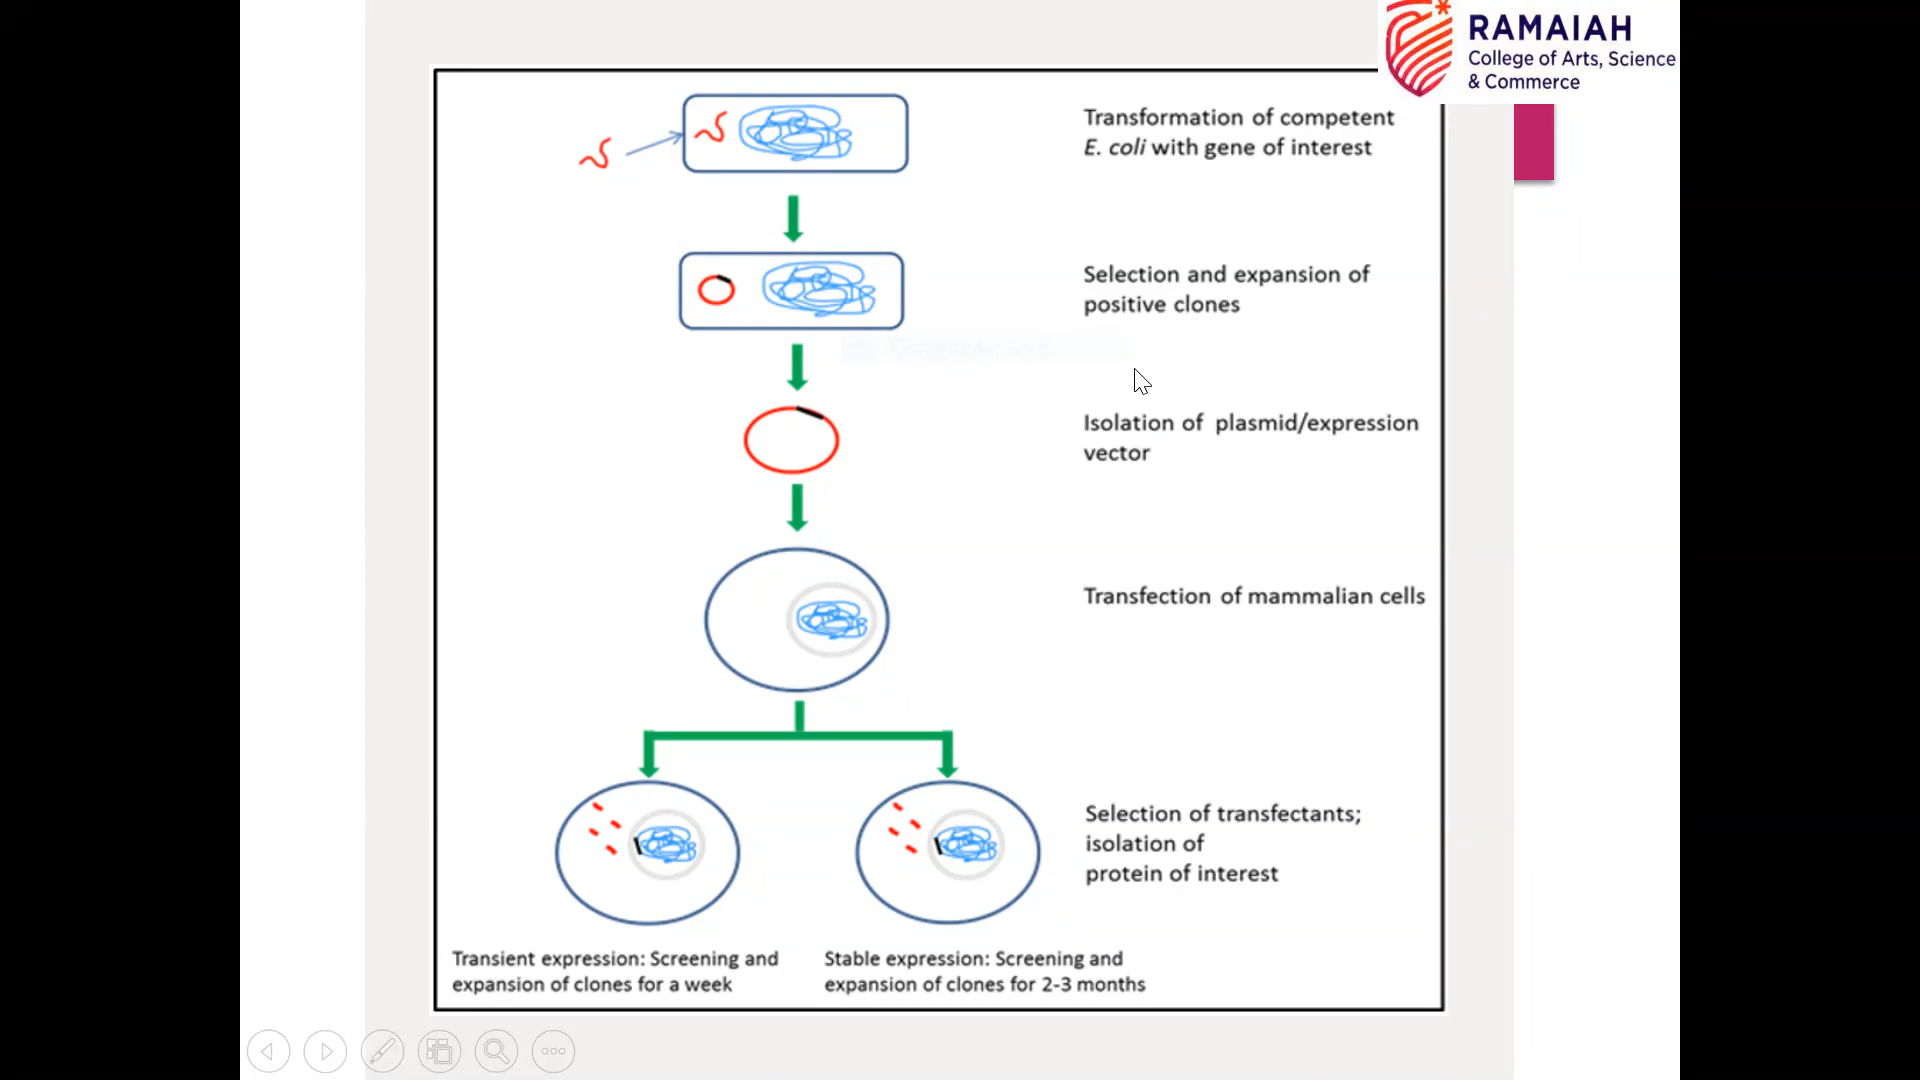 RAMAIAH
College of Arts, Science
& Commerce
Transformation of competent
E. coli with gene of interest
Selection and expansion of
positive clones
Isolation of plasmid/expression
vector
Transfection of mammalian cells
Selection of transfectants;
isolation of
protein of interest
Transient expression: Screening and
expansion of clones for a week
Stable expression: Screening and
expansion of clones for 2-3 months